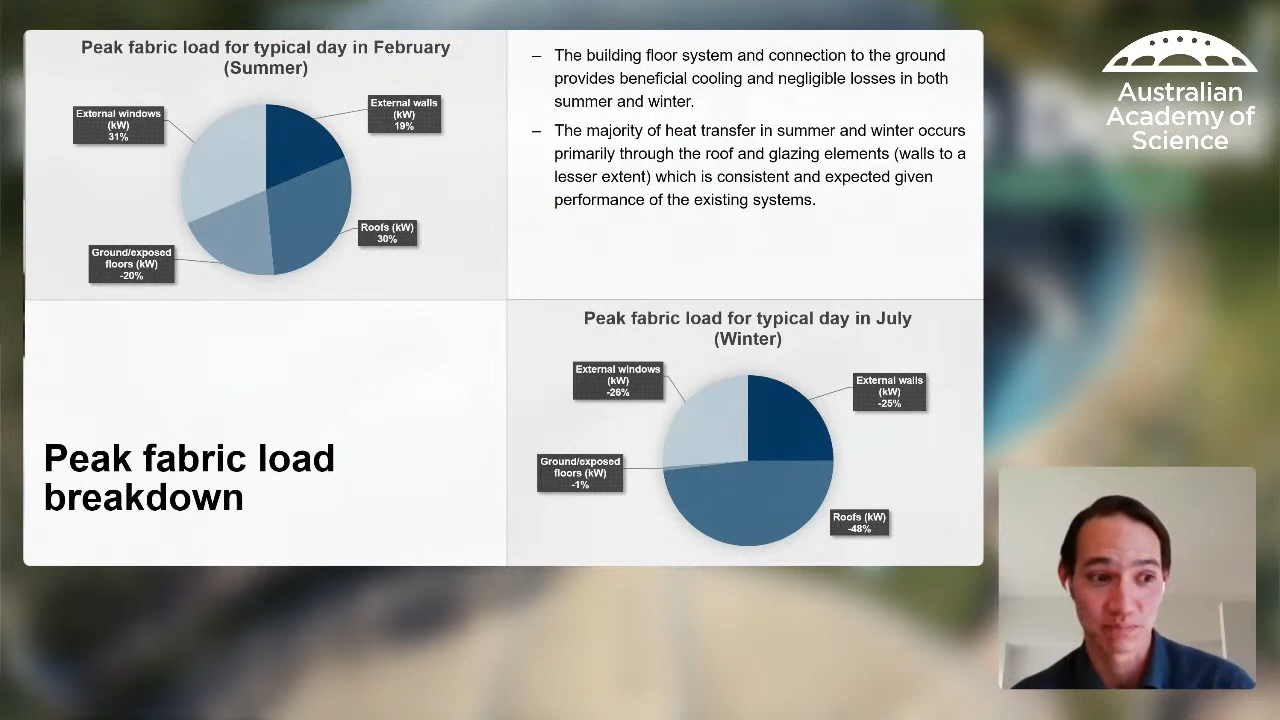 Peak fabric load for typical day in February
(Summer)
External windows
(kW)
31%
External walls
(kW)
19%
Roofs (kW)
30%
Ground/exposed
floors (kW)
-20%
– The building floor system and connection to the ground
provides beneficial cooling and negligible losses in both
summer and winter.
– The majority of heat transfer in summer and winter occurs
primarily through the roof and glazing elements (walls to a
lesser extent) which is consistent and expected given
performance of the existing systems.
Peak fabric load
breakdown
Peak fabric load for typical day in July
(Winter)
External windows
(kW)
-26%
External walls
(kW)
-25%
Ground/exposed
floors (kW)
-1%
Roofs (kW)
-48%
Australian
Academy of
Science